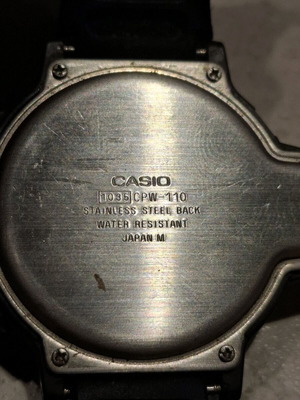 CASIO
1035 CPW-110
STAINLESS STEEL BACK
WATER RESISTANT
JAPAN M